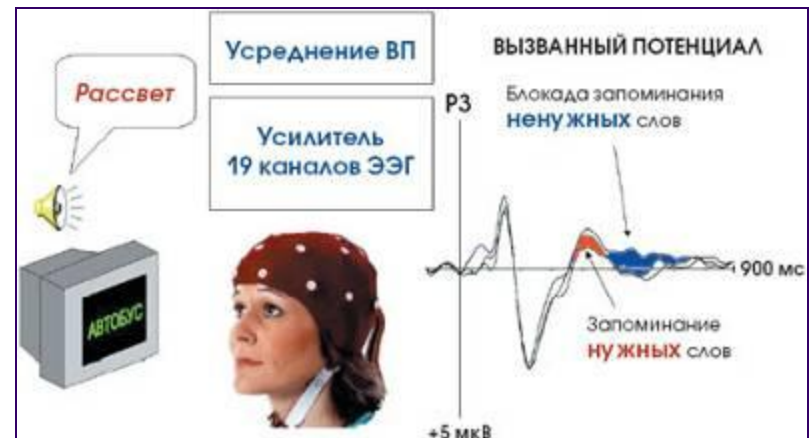 Рассвет
Усреднение ВП
Усилитель
19 каналов ЭЭГ
АВТОБУС
ВЫЗВАННЫЙ ПОТЕНЦИАЛ
P3
Блокада запоминания
ненужных слов
900 мс
Запоминание
нужных слов
+5 мкВ